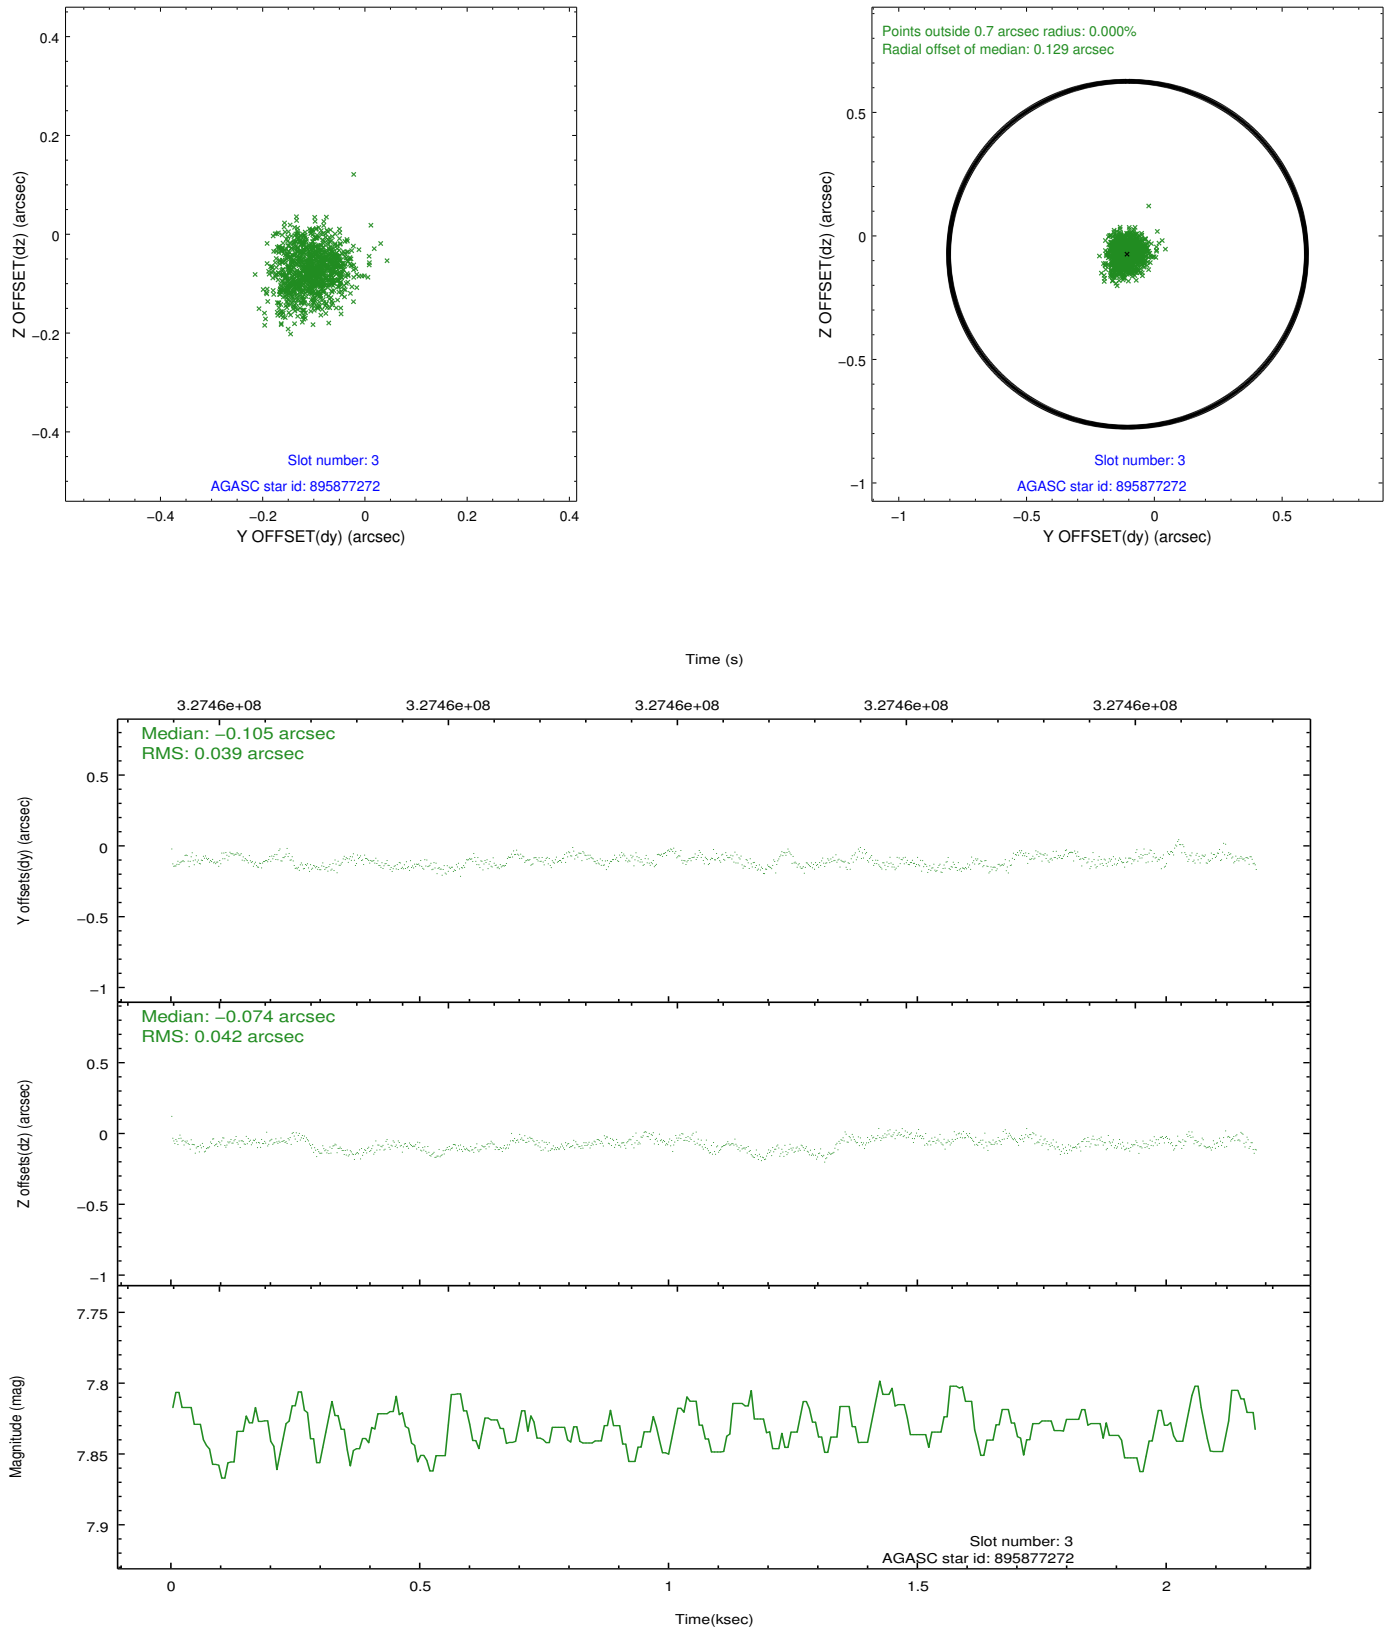 0.4
0.2
0
−0.2
−0.4
Z OFFSET(dz) (arcsec)
Slot number: 3
AGASC star id: 895877272
−0.4
−0.2
0
0.2
0.4
Y OFFSET(dy) (arcsec)
Points outside 0.7 arcsec radius: 0.000%
Radial offset of median: 0.129 arcsec
0.5
0
−0.5
−1
Z OFFSET(dz) (arcsec)
Slot number: 3
AGASC star id: 895877272
−1
−0.5
0
0.5
Y OFFSET(dy) (arcsec)
Time (s)
3.2746e+08
3.2746e+08
3.2746e+08
3.2746e+08
3.2746e+08
Median: −0.105 arcsec
RMS: 0.039 arcsec
0.5
0
−0.5
−1
Y offsets(dy) (arcsec)
Median: −0.074 arcsec
RMS: 0.042 arcsec
0.5
0
−0.5
−1
Z offsets(dz) (arcsec)
7.75
7.8
7.85
7.9
Magnitude (mag)
Slot number: 3
AGASC star id: 895877272
0
0.5
1
1.5
2
Time(ksec)